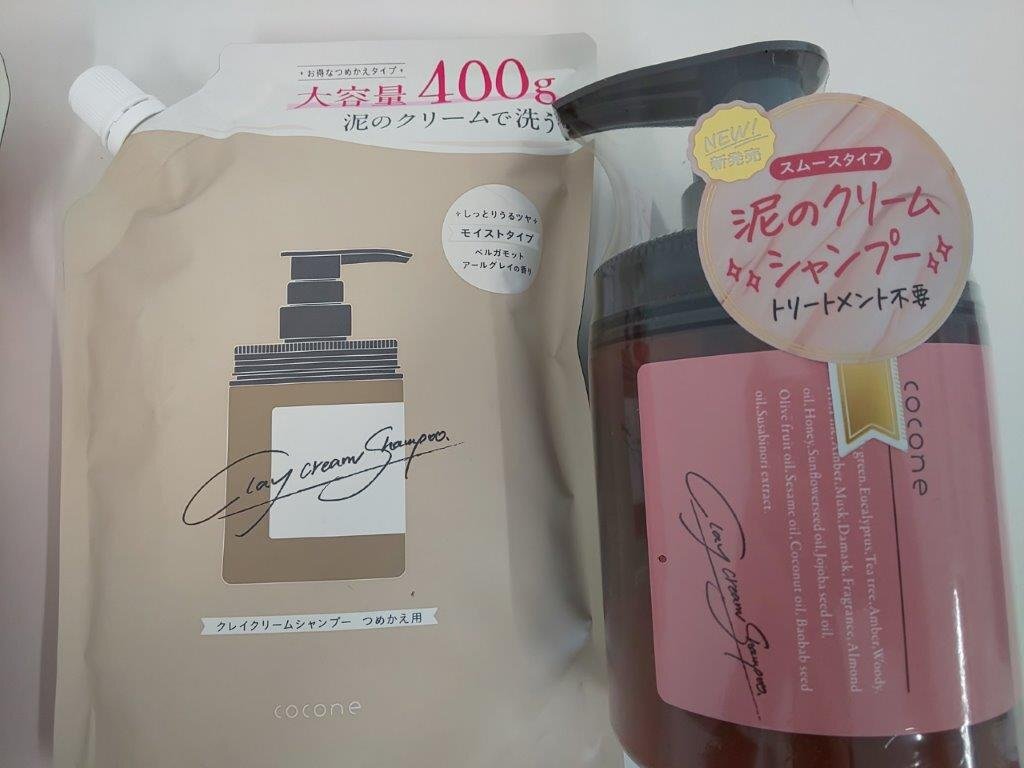 ・お得なつめかえタイプ・
大容量 400g
泥のクリームで洗う
しっとりうるツヤ
モイストタイプ
ベルガモット
アールグレイの香り
Clay cream Shampoo.
クレイクリームシャンプー つめかえ用
cocone
NEW!
新発売
スムースタイプ
泥のクリーム
シャンプー
トリートメント不要
cocone
green,Eucalyptus,Tea tree,Amber,Woody,
Amber,Musk,Damask,Fragrance,Almond
oil,Honey,Sunflowerseed oil,Jojoba seed oil,
Olive fruit oil,Sesame oil,Coconut oil,Baobab seed
oil,Susabinori extract.
Clay cream Shampoo.